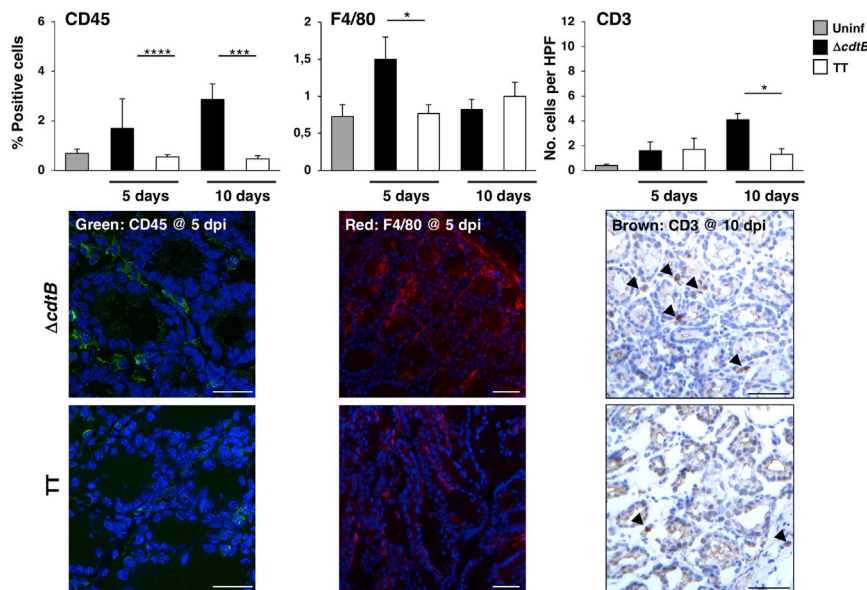 CD45
F4/80
CD3
Uninf
ΔcdtB
TT
% Positive cells
6
4
2
0
****
***
2
1,5
1
0,5
0
*
No. cells per HPF
12
10
8
6
4
2
0
*
5 days
10 days
5 days
10 days
5 days
10 days
Green: CD45 @ 5 dpi
Red: F4/80 @ 5 dpi
Brown: CD3 @ 10 dpi
ΔcdtB
TT